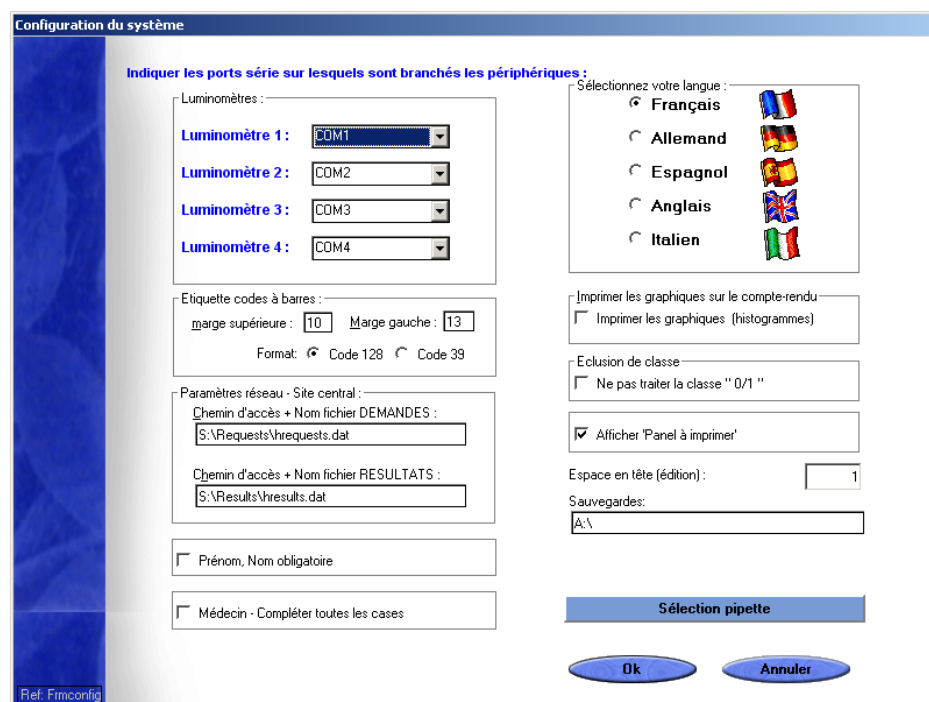 Configuration du système
Indiquer les ports série sur lesquels sont branchés les périphériques :
Luminomètres :
Luminomètre 1 : COM1
Luminomètre 2 : COM2
Luminomètre 3 : COM3
Luminomètre 4 : COM4
Etiquette codes à barres :
marge supérieure : 10 Marge gauche : 13
Format: Code 128 Code 39
Paramètres réseau - Site central :
Chemin d'accès + Nom fichier DEMANDES :
S:\Requests\hrequests.dat
Chemin d'accès + Nom fichier RESULTATS :
S:\Results\hresults.dat
Prénom, Nom obligatoire
Médecin - Compléter toutes les cases
Sélectionnez votre langue :
Français
Allemand
Espagnol
Anglais
Italien
Imprimer les graphiques sur le compte-rendu
Imprimer les graphiques (histogrammes)
Eclusion de classe
Ne pas traiter la classe " 0/1 "
Afficher 'Panel à imprimer'
Espace en tête (édition) : 1
Sauvegardes:
A:\
Sélection pipette
Ok Annuler
Ref: Frmconfig